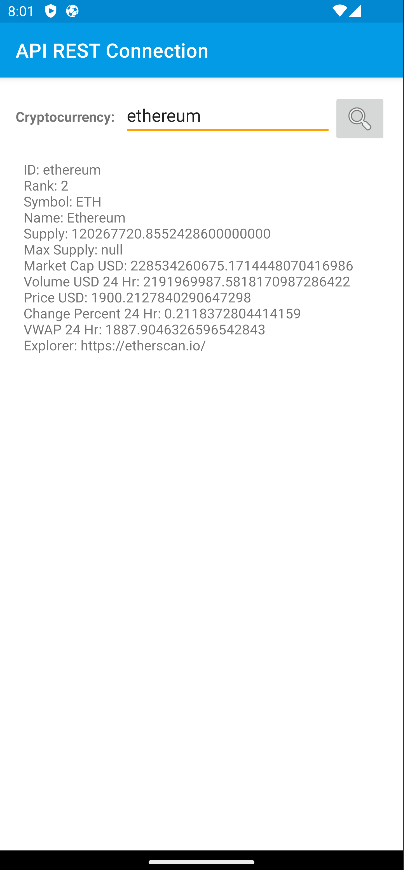 8:01
API REST Connection
Cryptocurrency: ethereum
ID: ethereum
Rank: 2
Symbol: ETH
Name: Ethereum
Supply: 120267720.8552428600000000
Max Supply: null
Market Cap USD: 228534260675.1714448070416986
Volume USD 24 Hr: 2191969987.5818170987286422
Price USD: 1900.2127840290647298
Change Percent 24 Hr: 0.2118372804414159
VWAP 24 Hr: 1887.9046326596542843
Explorer: https://etherscan.io/